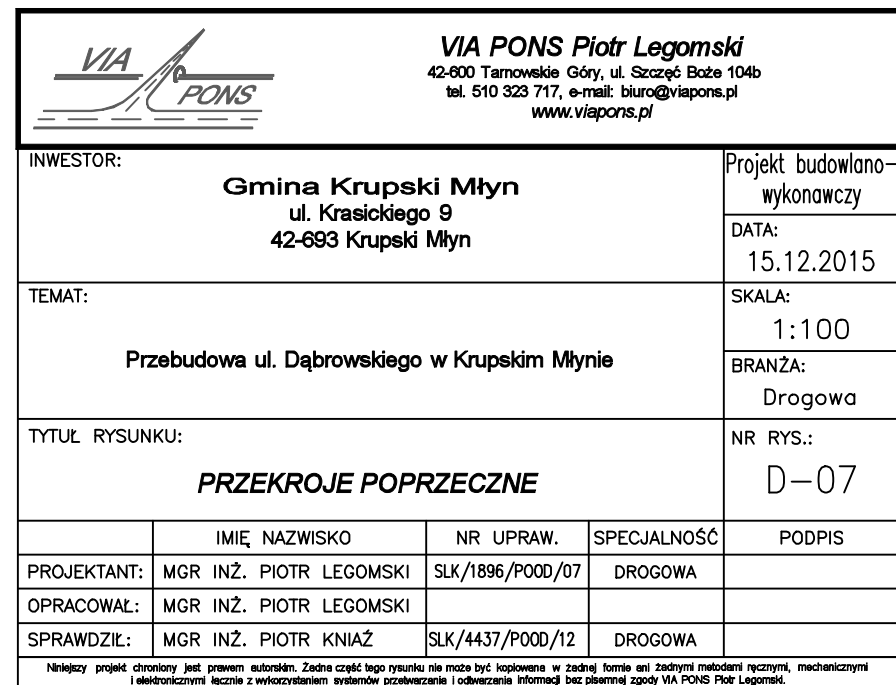 VIA
PONS
VIA PONS Piotr Legomski
42-600 Tarnowskie Góry, ul. Szczęć Boże 104b
tel. 510 323 717, e-mail: biuro@viapons.pl
www.viapons.pl
INWESTOR:
Gmina Krupski Młyn
ul. Krasickiego 9
42-693 Krupski Młyn
Projekt budowlano-
wykonawczy
DATA:
15.12.2015
TEMAT:
Przebudowa ul. Dąbrowskiego w Krupskim Młynie
SKALA:
1:100
BRANŻA:
Drogowa
TYTUŁ RYSUNKU:
PRZEKROJE POPRZECZNE
NR RYS.:
D-07
IMIĘ NAZWISKO NR UPRAW. SPECJALNOŚĆ PODPIS
PROJEKTANT: MGR INŻ. PIOTR LEGOMSKI SLK/1896/POOD/07 DROGOWA
OPRACOWAŁ: MGR INŻ. PIOTR LEGOMSKI
SPRAWDZIŁ: MGR INŻ. PIOTR KNIAŹ SLK/4437/POOD/12 DROGOWA
Niniejszy projekt chroniony jest prawem autorskim. Żadna część tego rysunku nie może być kopiowana w żadnej formie ani żadnymi metodami ręcznymi, mechanicznymi
i elektronicznymi łącznie z wykorzystaniem systemów przetwarzania i odtwarzania informacji bez pisemnej zgody VIA PONS Piotr Legomski.